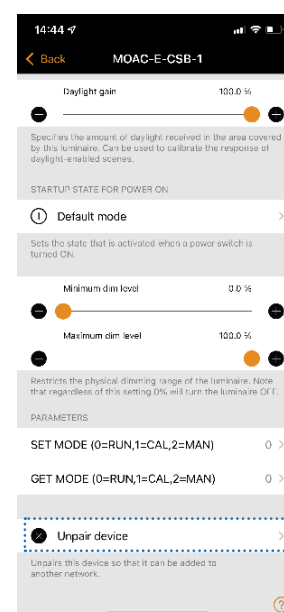 14:44
Back MOAC-E-CSB-1
Daylight gain 100.0 %
Specifies the amount of daylight received in the area covered
by this luminaire. Can be used to calibrate the response of
daylight-enabled scenes.
STARTUP STATE FOR POWER ON
Default mode
Sets the state that is activated when a power switch is
turned ON.
Minimum dim level 0.0 %
Maximum dim level 100.0 %
Restricts the physical dimming range of the luminaire. Note
that regardless of this setting 0% will turn the luminaire OFF.
PARAMETERS
SET MODE (0=RUN,1=CAL,2=MAN) 0
GET MODE (0=RUN,1=CAL,2=MAN) 0
Unpair device
Unpairs this device so that it can be added to
another network.
?